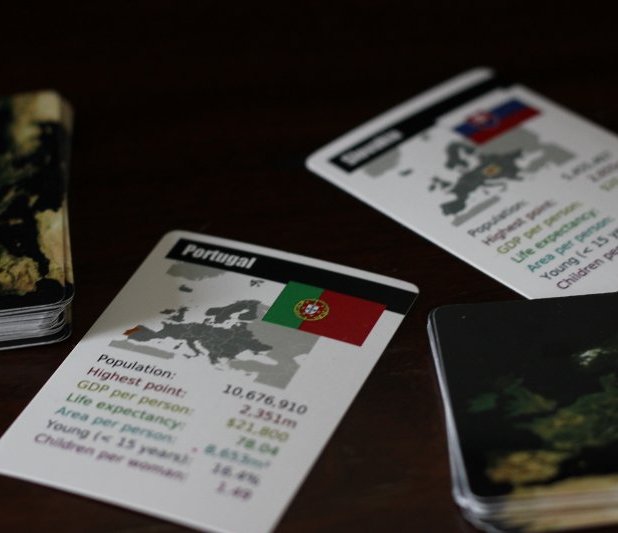 Portugal
Population: 10,676,910
Highest point: 2,351m
GDP per person: $21,800
Life expectancy: 78.04
Area per person: 8,653m²
Young (< 15 years): 16.4%
Children per woman: 1.48
Population:
Highest point:
GDP per person:
Life expectancy:
Area per person:
Young (< 15
Children pe